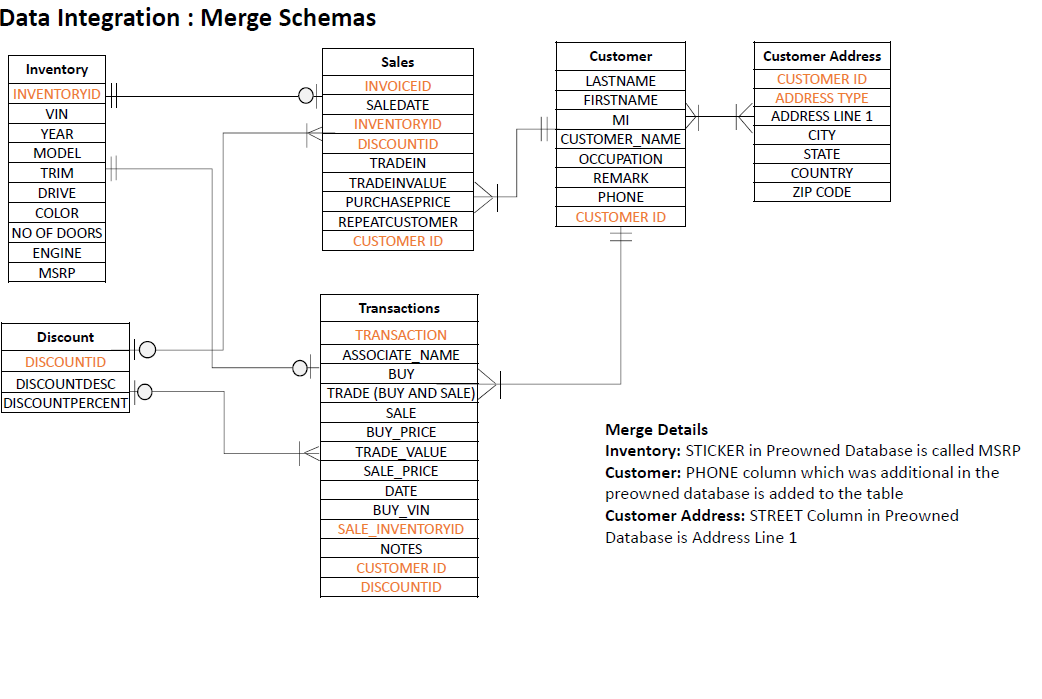 Data Integration : Merge Schemas
Inventory
INVENTORYID
VIN
YEAR
MODEL
TRIM
DRIVE
COLOR
NO OF DOORS
ENGINE
MSRP
Sales
INVOICEID
SALEDATE
INVENTORYID
DISCOUNTID
TRADEIN
TRADEINVALUE
PURCHASEPRICE
REPEATCUSTOMER
CUSTOMER ID
Customer
LASTNAME
FIRSTNAME
MI
CUSTOMER_NAME
OCCUPATION
REMARK
PHONE
CUSTOMER ID
Customer Address
CUSTOMER ID
ADDRESS TYPE
ADDRESS LINE 1
CITY
STATE
COUNTRY
ZIP CODE
Discount
DISCOUNTID
DISCOUNTDESC
DISCOUNTPERCENT
Transactions
TRANSACTION
ASSOCIATE_NAME
BUY
TRADE (BUY AND SALE)
SALE
BUY_PRICE
TRADE_VALUE
SALE_PRICE
DATE
BUY_VIN
SALE_INVENTORYID
NOTES
CUSTOMER ID
DISCOUNTID
Merge Details
Inventory: STICKER in Preowned Database is called MSRP
Customer: PHONE column which was additional in the
preowned database is added to the table
Customer Address: STREET Column in Preowned
Database is Address Line 1